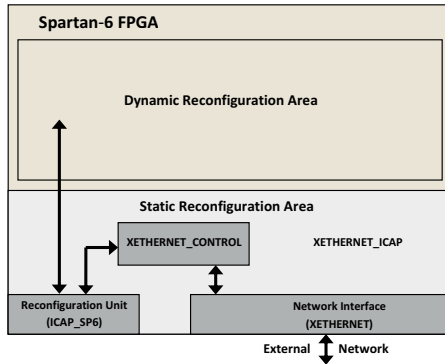 Spartan-6 FPGA
Dynamic Reconfiguration Area
Static Reconfiguration Area
XETHERNET_CONTROL
XETHERNET_ICAP
Reconfiguration Unit
(ICAP_SP6)
Network Interface
(XETHERNET)
External Network